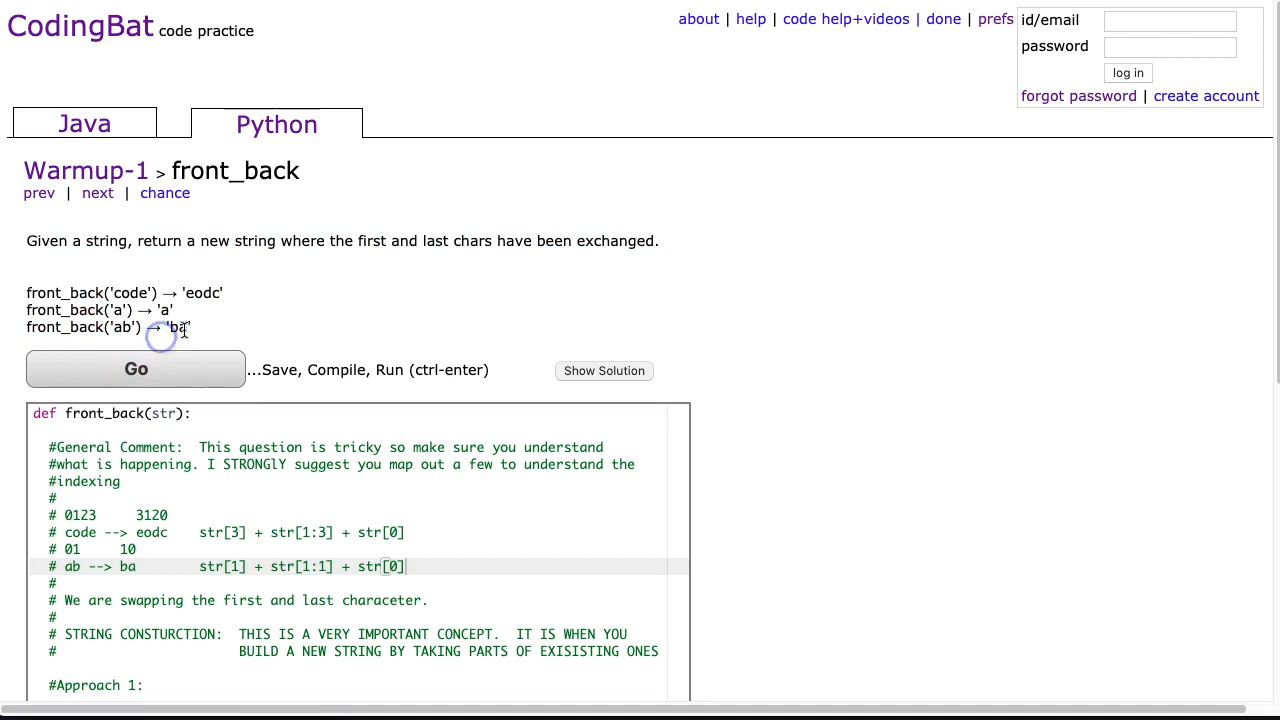 CodingBat code practice
about | help | code help+videos | done | prefs
id/email
password
log in
forgot password | create account
Java
Python
Warmup-1 > front_back
prev | next | chance
Given a string, return a new string where the first and last chars have been exchanged.
front_back('code') → 'eodc'
front_back('a') → 'a'
front_back('ab') → 'ba'
Go
...Save, Compile, Run (ctrl-enter)
Show Solution
def front_back(str):
#General Comment:  This question is tricky so make sure you understand
#what is happening. I STRONGlY suggest you map out a few to understand the
#indexing
#
# 0123     3120
# code --> eodc    str[3] + str[1:3] + str[0]
# 01     10
# ab --> ba        str[1] + str[1:1] + str[0]
#
# We are swapping the first and last characeter.
#
# STRING CONSTURCTION:  THIS IS A VERY IMPORTANT CONCEPT.  IT IS WHEN YOU
#                       BUILD A NEW STRING BY TAKING PARTS OF EXISISTING ONES
#Approach 1: